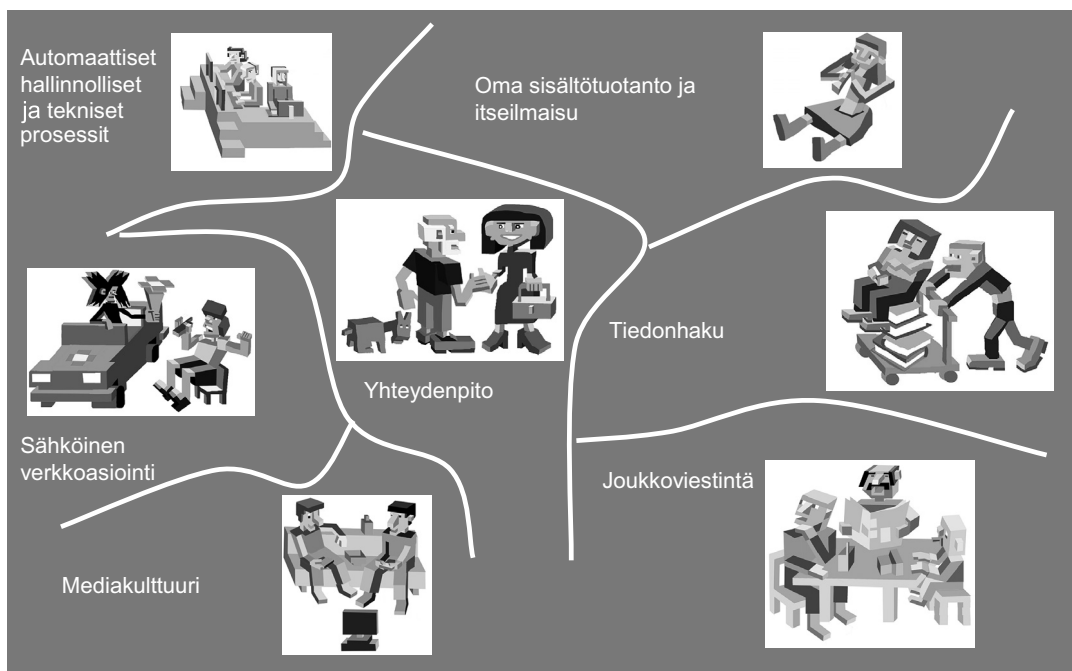 Automaattiset
hallinnolliset
ja tekniset
prosessit
Oma sisältötuotanto ja
itseilmaisu
Yhteydenpito
Tiedonhaku
Sähköinen
verkkoasiointi
Joukkoviestintä
Mediakulttuuri